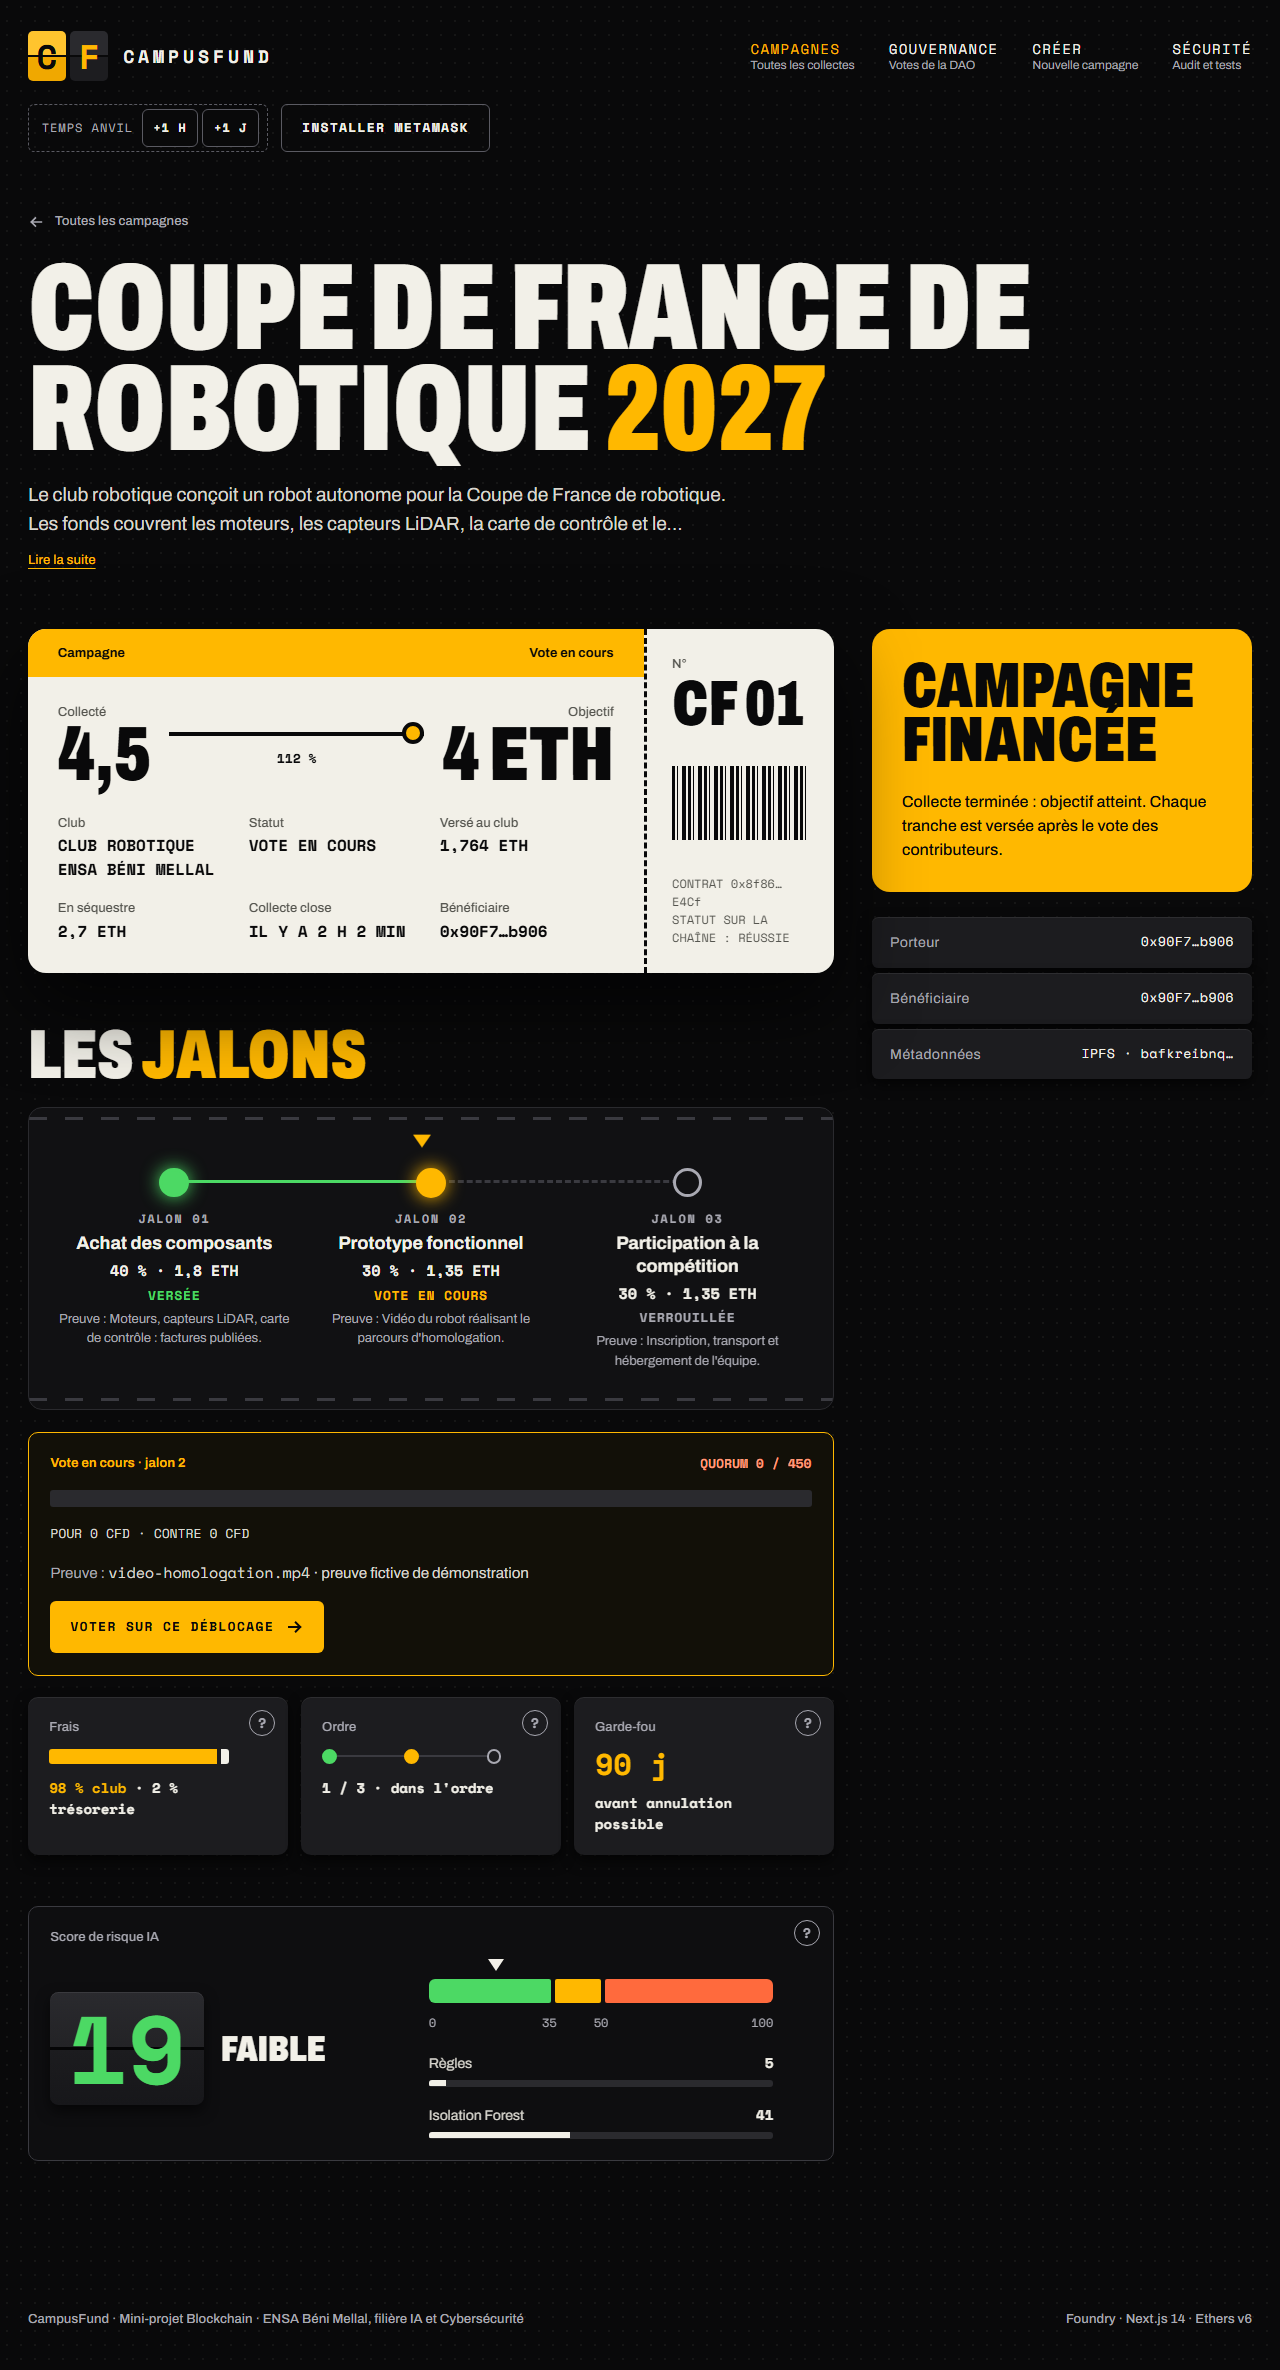 CF CAMPUSFUND
CAMPAGNES
Toutes les collectes
GOUVERNANCE
Votes de la DAO
CRÉER
Nouvelle campagne
SÉCURITÉ
Audit et tests
TEMPS ANVIL +1 H +1 J
INSTALLER METAMASK
← Toutes les campagnes
COUPE DE FRANCE DE
ROBOTIQUE 2027
Le club robotique conçoit un robot autonome pour la Coupe de France de robotique.
Les fonds couvrent les moteurs, les capteurs LiDAR, la carte de contrôle et le…
Lire la suite
Campagne
Vote en cours
Collecté
4,5
112 %
Objectif
4 ETH
Club
CLUB ROBOTIQUE
ENSA BÉNI MELLAL
Statut
VOTE EN COURS
Versé au club
1,764 ETH
En séquestre
2,7 ETH
Collecte close
IL Y A 2 H 2 MIN
Bénéficiaire
0x90F7…b906
N°
CF 01
CONTRAT 0x8f86…
E4Cf
STATUT SUR LA
CHAÎNE : RÉUSSIE
CAMPAGNE
FINANCÉE
Collecte terminée : objectif atteint. Chaque
tranche est versée après le vote des
contributeurs.
Porteur 0x90F7…b906
Bénéficiaire 0x90F7…b906
Métadonnées IPFS · bafkreibnq…
LES JALONS
JALON 01
Achat des composants
40 % · 1,8 ETH
VERSÉE
Preuve : Moteurs, capteurs LiDAR, carte
de contrôle : factures publiées.
JALON 02
Prototype fonctionnel
30 % · 1,35 ETH
VOTE EN COURS
Preuve : Vidéo du robot réalisant le
parcours d'homologation.
JALON 03
Participation à la
compétition
30 % · 1,35 ETH
VERROUILLÉE
Preuve : Inscription, transport et
hébergement de l'équipe.
Vote en cours · jalon 2
QUORUM 0 / 450
POUR 0 CFD · CONTRE 0 CFD
Preuve : video-homologation.mp4 · preuve fictive de démonstration
VOTER SUR CE DÉBLOCAGE →
Frais ?
98 % club · 2 %
trésorerie
Ordre ?
1 / 3 · dans l'ordre
Garde-fou ?
90 j
avant annulation
possible
Score de risque IA ?
19 FAIBLE
0 35 50 100
Règles 5
Isolation Forest 41
CampusFund · Mini-projet Blockchain · ENSA Béni Mellal, filière IA et Cybersécurité
Foundry · Next.js 14 · Ethers v6